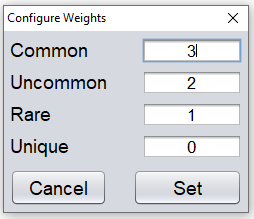 Configure Weights
Common 3
Uncommon 2
Rare 1
Unique 0
Cancel Set